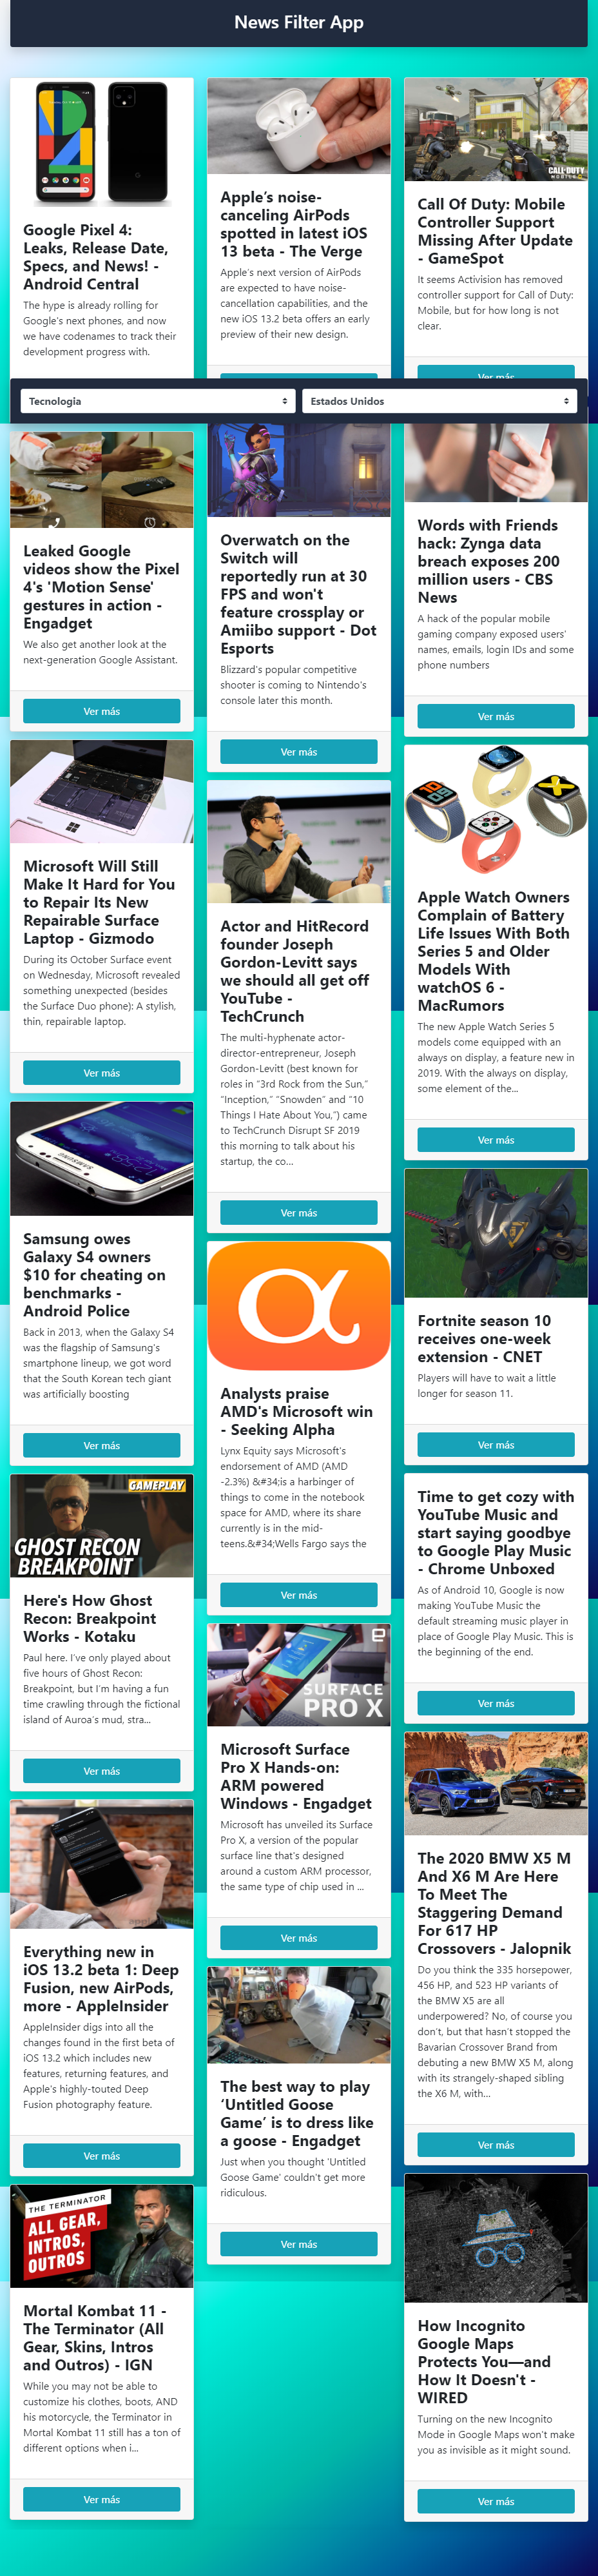 News Filter App
Google Pixel 4:
Leaks, Release Date,
Specs, and News! -
Android Central
The hype is already rolling for
Google's next phones, and now
we have codenames to track their
development progress with.
Apple's noise-
canceling AirPods
spotted in latest iOS
13 beta - The Verge
Apple's next version of AirPods
are expected to have noise-
cancellation capabilities, and the
new iOS 13.2 beta offers an early
preview of their new design.
CALL OF DUTY
MOBILE
Call Of Duty: Mobile
Controller Support
Missing After Update
- GameSpot
It seems Activision has removed
controller support for Call of Duty:
Mobile, but for how long is not
clear.
Ver más
Tecnologia
Estados Unidos
Leaked Google
videos show the Pixel
4's 'Motion Sense'
gestures in action -
Engadget
We also get another look at the
next-generation Google Assistant.
Ver más
Microsoft Will Still
Make It Hard for You
to Repair Its New
Repairable Surface
Laptop - Gizmodo
During its October Surface event
on Wednesday, Microsoft revealed
something unexpected (besides
the Surface Duo phone): A stylish,
thin, repairable laptop.
Ver más
SAMSUNG
Samsung owes
Galaxy S4 owners
$10 for cheating on
benchmarks -
Android Police
Back in 2013, when the Galaxy S4
was the flagship of Samsung's
smartphone lineup, we got word
that the South Korean tech giant
was artificially boosting
Ver más
GAMEPLAY
GHOST RECON
BREAKPOINT
Here's How Ghost
Recon: Breakpoint
Works - Kotaku
Paul here. I've only played about
five hours of Ghost Recon:
Breakpoint, but I'm having a fun
time crawling through the fictional
island of Auroa's mud, stra...
Ver más
Everything new in
iOS 13.2 beta 1: Deep
Fusion, new AirPods,
more - AppleInsider
AppleInsider digs into all the
changes found in the first beta of
iOS 13.2 which includes new
features, returning features, and
Apple's highly-touted Deep
Fusion photography feature.
Ver más
THE TERMINATOR
ALL GEAR,
INTROS,
OUTROS
Mortal Kombat 11 -
The Terminator (All
Gear, Skins, Intros
and Outros) - IGN
While you may not be able to
customize his clothes, boots, AND
his motorcycle, the Terminator in
Mortal Kombat 11 still has a ton of
different options when i...
Ver más
Overwatch on the
Switch will
reportedly run at 30
FPS and won't
feature crossplay or
Amiibo support - Dot
Esports
Blizzard's popular competitive
shooter is coming to Nintendo's
console later this month.
Ver más
Actor and HitRecord
founder Joseph
Gordon-Levitt says
we should all get off
YouTube -
TechCrunch
The multi-hyphenate actor-
director-entrepreneur, Joseph
Gordon-Levitt (best known for
roles in “3rd Rock from the Sun,”
“Inception,” “Snowden” and “10
Things I Hate About You,”) came
to TechCrunch Disrupt SF 2019
this morning to talk about his
startup, the co…
Ver más
Analysts praise
AMD's Microsoft win
- Seeking Alpha
Lynx Equity says Microsoft's
endorsement of AMD (AMD
-2.3%) &#34;is a harbinger of
things to come in the notebook
space for AMD, where its share
currently is in the mid-
teens.&#34;Wells Fargo says the
Ver más
SURFACE
PRO X
Microsoft Surface
Pro X Hands-on:
ARM powered
Windows - Engadget
Microsoft has unveiled its Surface
Pro X, a version of the popular
surface line that's designed
around a custom ARM processor,
the same type of chip used in ...
Ver más
The best way to play
‘Untitled Goose
Game’ is to dress like
a goose - Engadget
Just when you thought 'Untitled
Goose Game' couldn't get more
ridiculous.
Ver más
Words with Friends
hack: Zynga data
breach exposes 200
million users - CBS
News
A hack of the popular mobile
gaming company exposed users'
names, emails, login IDs and some
phone numbers
Ver más
10
09
Apple Watch Owners
Complain of Battery
Life Issues With Both
Series 5 and Older
Models With
watchOS 6 -
MacRumors
The new Apple Watch Series 5
models come equipped with an
always on display, a feature new in
2019. With the always on display,
some element of the...
Ver más
Fortnite season 10
receives one-week
extension - CNET
Players will have to wait a little
longer for season 11.
Ver más
Time to get cozy with
YouTube Music and
start saying goodbye
to Google Play Music
- Chrome Unboxed
As of Android 10, Google is now
making YouTube Music the
default streaming music player in
place of Google Play Music. This is
the beginning of the end.
Ver más
The 2020 BMW X5 M
And X6 M Are Here
To Meet The
Staggering Demand
For 617 HP
Crossovers - Jalopnik
Do you think the 335 horsepower,
456 HP, and 523 HP variants of
the BMW X5 are all
underpowered? No, of course you
don't, but that hasn't stopped the
Bavarian Crossover Brand from
debuting a new BMW X5 M, along
with its strangely-shaped sibling
the X6 M, with…
Ver más
How Incognito
Google Maps
Protects You—and
How It Doesn't -
WIRED
Turning on the new Incognito
Mode in Google Maps won't make
you as invisible as it might sound.
Ver más